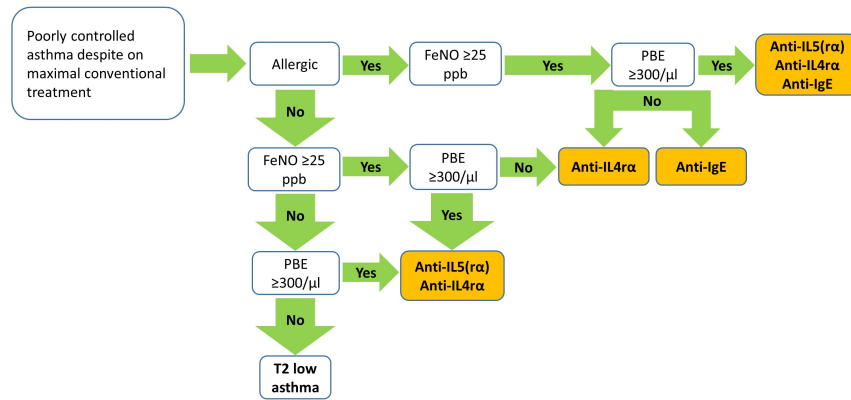 Poorly controlled
asthma despite on
maximal conventional
treatment
Allergic
Yes
FeNO ≥25
ppb
Yes
PBE
≥300/µl
Yes
Anti-IL5(rα)
Anti-IL4rα
Anti-IgE
No
No
FeNO ≥25
ppb
Yes
PBE
≥300/µl
No
Anti-IL4rα
Anti-IgE
No
Yes
PBE
≥300/µl
Yes
Anti-IL5(rα)
Anti-IL4rα
No
T2 low
asthma